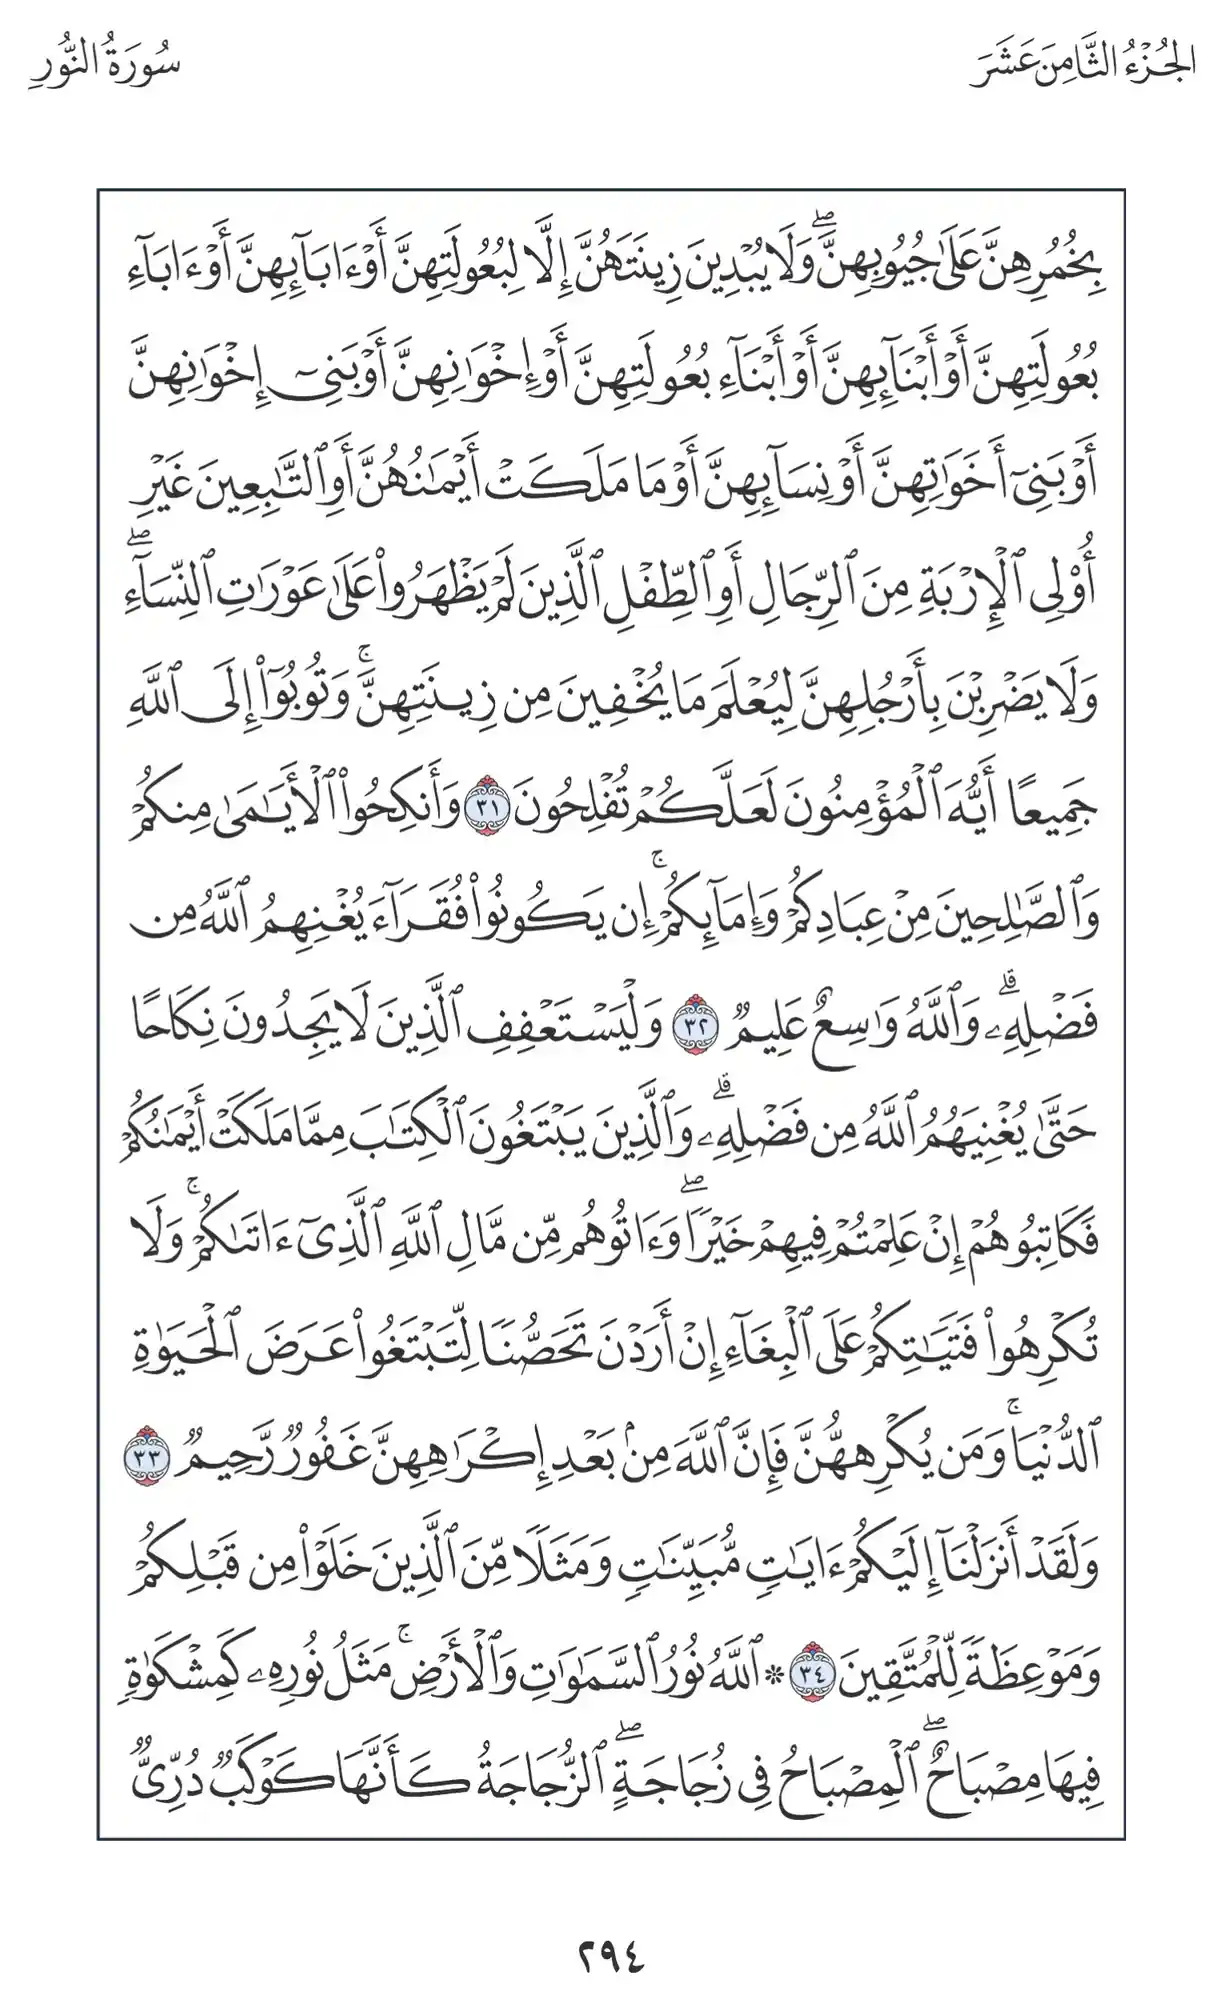 الجُزْءُ الثَّامِنَ عَشَرَ
سُورَةُ النُّورِ
بِخُمُرِهِنَّ عَلَىٰ جُيُوبِهِنَّۖ وَلَا يُبۡدِينَ زِينَتَهُنَّ إِلَّا لِبُعُولَتِهِنَّ أَوۡ ءَابَآئِهِنَّ أَوۡ ءَابَآءِ
بُعُولَتِهِنَّ أَوۡ أَبۡنَآئِهِنَّ أَوۡ أَبۡنَآءِ بُعُولَتِهِنَّ أَوۡ إِخۡوَٰنِهِنَّ أَوۡ بَنِيٓ إِخۡوَٰنِهِنَّ
أَوۡ بَنِيٓ أَخَوَٰتِهِنَّ أَوۡ نِسَآئِهِنَّ أَوۡ مَا مَلَكَتۡ أَيۡمَٰنُهُنَّ أَوِ ٱلتَّٰبِعِينَ غَيۡرِ
أُوْلِي ٱلۡإِرۡبَةِ مِنَ ٱلرِّجَالِ أَوِ ٱلطِّفۡلِ ٱلَّذِينَ لَمۡ يَظۡهَرُواْ عَلَىٰ عَوۡرَٰتِ ٱلنِّسَآءِۖ
وَلَا يَضۡرِبۡنَ بِأَرۡجُلِهِنَّ لِيُعۡلَمَ مَا يُخۡفِينَ مِن زِينَتِهِنَّۚ وَتُوبُوٓاْ إِلَى ٱللَّهِ
جَمِيعًا أَيُّهَ ٱلۡمُؤۡمِنُونَ لَعَلَّكُمۡ تُفۡلِحُونَ ٣١ وَأَنكِحُواْ ٱلۡأَيَٰمَىٰ مِنكُمۡ
وَٱلصَّٰلِحِينَ مِنۡ عِبَادِكُمۡ وَإِمَآئِكُمۡۚ إِن يَكُونُواْ فُقَرَآءَ يُغۡنِهِمُ ٱللَّهُ مِن
فَضۡلِهِۦۗ وَٱللَّهُ وَٰسِعٌ عَلِيمٞ ٣٢ وَلۡيَسۡتَعۡفِفِ ٱلَّذِينَ لَا يَجِدُونَ نِكَاحًا
حَتَّىٰ يُغۡنِيَهُمُ ٱللَّهُ مِن فَضۡلِهِۦۗ وَٱلَّذِينَ يَبۡتَغُونَ ٱلۡكِتَٰبَ مِمَّا مَلَكَتۡ أَيۡمَٰنُكُمۡ
فَكَاتِبُوهُمۡ إِنۡ عَلِمۡتُمۡ فِيهِمۡ خَيۡرٗاۖ وَءَاتُوهُم مِّن مَّالِ ٱللَّهِ ٱلَّذِيٓ ءَاتَىٰكُمۡۚ وَلَا
تُكۡرِهُواْ فَتَيَٰتِكُمۡ عَلَى ٱلۡبِغَآءِ إِنۡ أَرَدۡنَ تَحَصُّنٗا لِّتَبۡتَغُواْ عَرَضَ ٱلۡحَيَوٰةِ
ٱلدُّنۡيَاۚ وَمَن يُكۡرِههُّنَّ فَإِنَّ ٱللَّهَ مِنۢ بَعۡدِ إِكۡرَٰهِهِنَّ غَفُورٞ رَّحِيمٞ ٣٣
وَلَقَدۡ أَنزَلۡنَآ إِلَيۡكُمۡ ءَايَٰتٖ مُّبَيِّنَٰتٖ وَمَثَلٗا مِّنَ ٱلَّذِينَ خَلَوۡاْ مِن قَبۡلِكُمۡ
وَمَوۡعِظَةٗ لِّلۡمُتَّقِينَ ٣٤ * ٱللَّهُ نُورُ ٱلسَّمَٰوَٰتِ وَٱلۡأَرۡضِۚ مَثَلُ نُورِهِۦ كَمِشۡكَوٰةٖ
فِيهَا مِصۡبَاحٌۖ ٱلۡمِصۡبَاحُ فِي زُجَاجَةٍۖ ٱلزُّجَاجَةُ كَأَنَّهَا كَوۡكَبٞ دُرِّيّٞ
٢٩٤